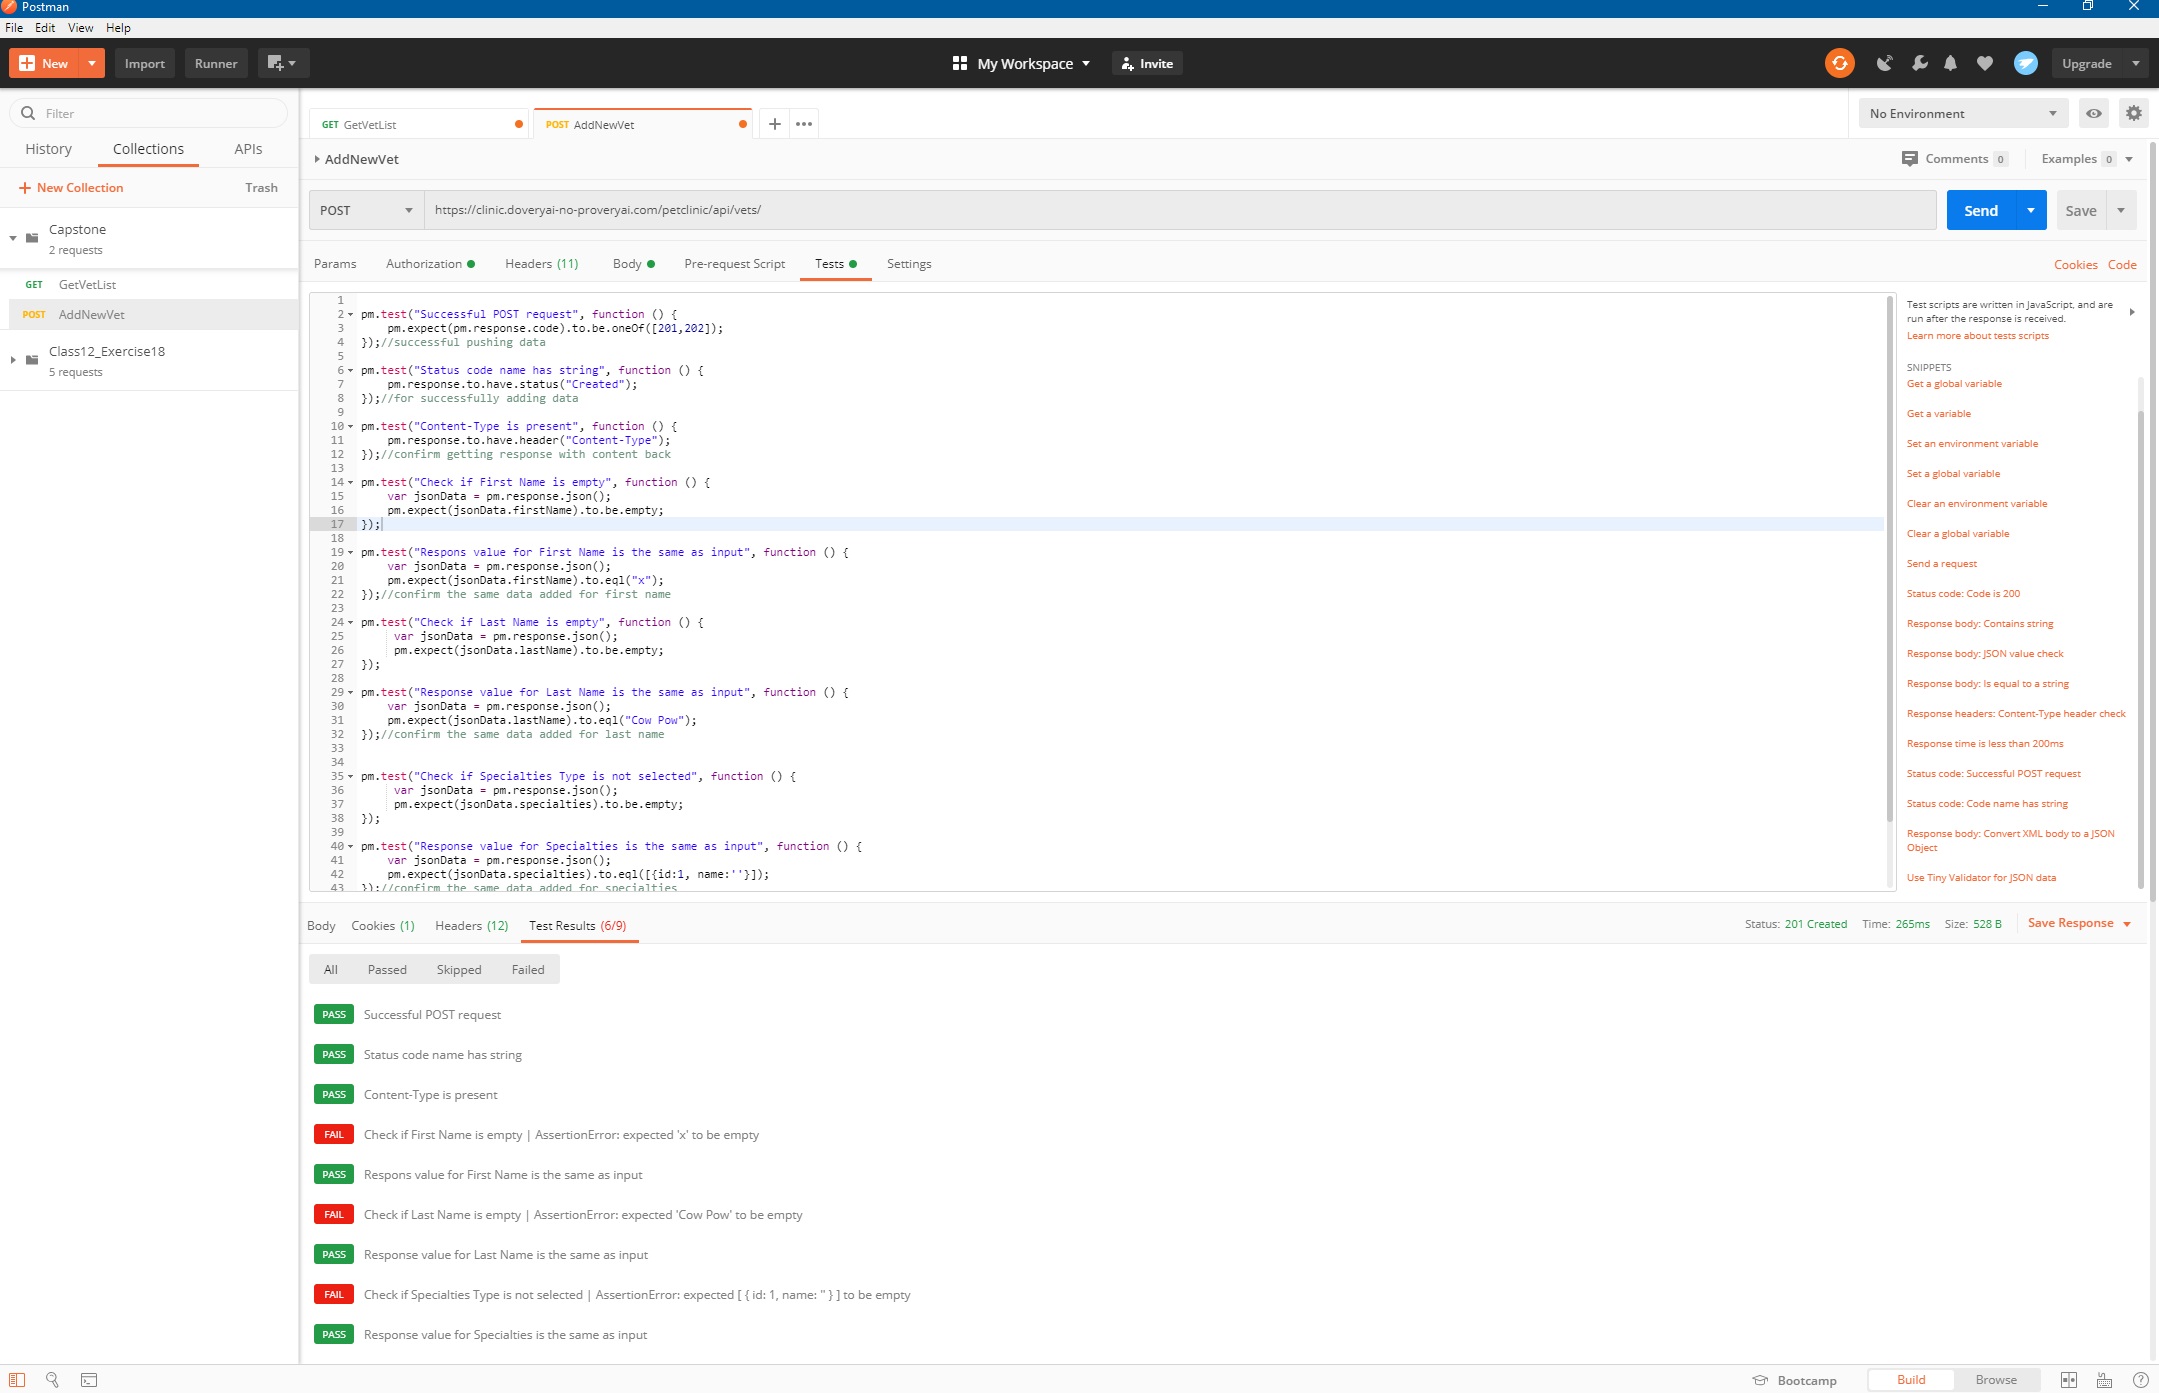 Postman
File Edit View Help
New Import Runner My Workspace Invite Upgrade
Filter
History Collections APIs
+ New Collection Trash
Capstone
2 requests
GET GetVetList
POST AddNewVet
Class12_Exercise18
5 requests
GET GetVetList POST AddNewVet + ••• No Environment
AddNewVet Comments 0 Examples 0
POST https://clinic.doveryai-no-proveryai.com/petclinic/api/vets/ Send Save
Params Authorization Headers (11) Body Pre-request Script Tests Settings Cookies Code
1
2 pm.test("Successful POST request", function () {
3 pm.expect(pm.response.code).to.be.oneOf([201,202]);
4 });//successful pushing data
5
6 pm.test("Status code name has string", function () {
7 pm.response.to.have.status("Created");
8 });//for successfully adding data
9
10 pm.test("Content-Type is present", function () {
11 pm.response.to.have.header("Content-Type");
12 });//confirm getting response with content back
13
14 pm.test("Check if First Name is empty", function () {
15 var jsonData = pm.response.json();
16 pm.expect(jsonData.firstName).to.be.empty;
17 });
18
19 pm.test("Respons value for First Name is the same as input", function () {
20 var jsonData = pm.response.json();
21 pm.expect(jsonData.firstName).to.eql("x");
22 });//confirm the same data added for first name
23
24 pm.test("Check if Last Name is empty", function () {
25 var jsonData = pm.response.json();
26 pm.expect(jsonData.lastName).to.be.empty;
27 });
28
29 pm.test("Response value for Last Name is the same as input", function () {
30 var jsonData = pm.response.json();
31 pm.expect(jsonData.lastName).to.eql("Cow Pow");
32 });//confirm the same data added for last name
33
34
35 pm.test("Check if Specialties Type is not selected", function () {
36 var jsonData = pm.response.json();
37 pm.expect(jsonData.specialties).to.be.empty;
38 });
39
40 pm.test("Response value for Specialties is the same as input", function () {
41 var jsonData = pm.response.json();
42 pm.expect(jsonData.specialties).to.eql([{id:1, name:''}]);
43 });//confirm the same data added for specialties
Test scripts are written in JavaScript, and are
run after the response is received.
Learn more about tests scripts
SNIPPETS
Get a global variable
Get a variable
Set an environment variable
Set a global variable
Clear an environment variable
Clear a global variable
Send a request
Status code: Code is 200
Response body: Contains string
Response body: JSON value check
Response body: Is equal to a string
Response headers: Content-Type header check
Response time is less than 200ms
Status code: Successful POST request
Status code: Code name has string
Response body: Convert XML body to a JSON
Object
Use Tiny Validator for JSON data
Body Cookies (1) Headers (12) Test Results (6/9) Status: 201 Created Time: 265ms Size: 528 B Save Response
All Passed Skipped Failed
PASS Successful POST request
PASS Status code name has string
PASS Content-Type is present
FAIL Check if First Name is empty | AssertionError: expected 'x' to be empty
PASS Respons value for First Name is the same as input
FAIL Check if Last Name is empty | AssertionError: expected 'Cow Pow' to be empty
PASS Response value for Last Name is the same as input
FAIL Check if Specialties Type is not selected | AssertionError: expected [ { id: 1, name: '' } ] to be empty
PASS Response value for Specialties is the same as input
Bootcamp Build Browse